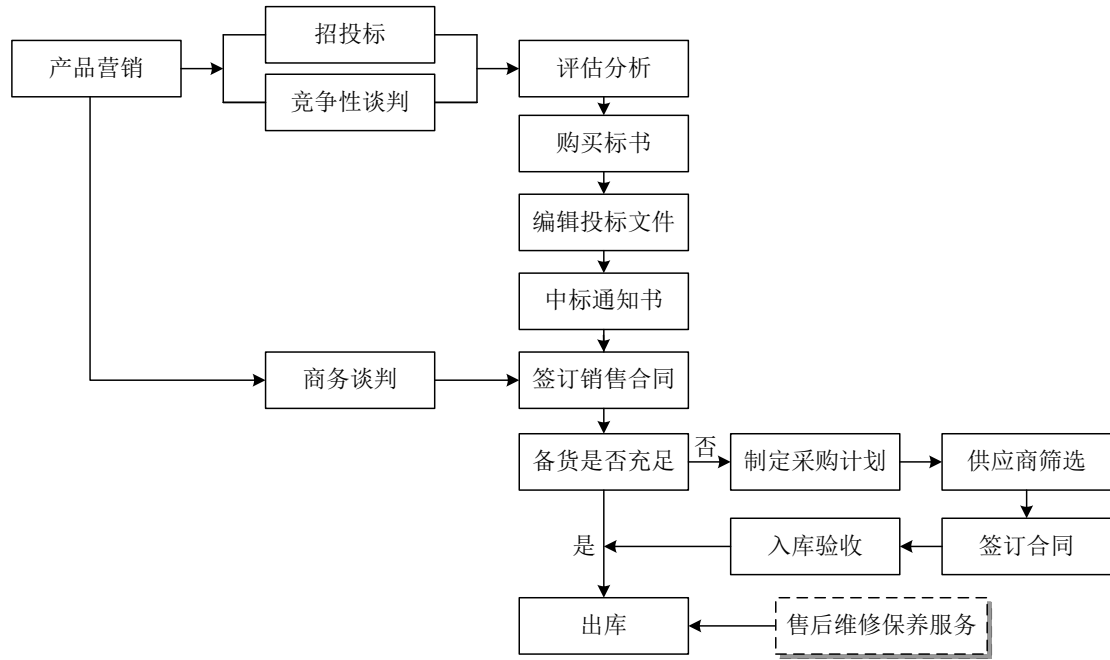 招投标
产品营销
评估分析
竞争性谈判
购买标书
编辑投标文件
中标通知书
商务谈判
签订销售合同
备货是否充足
否
制定采购计划
供应商筛选
是
入库验收
签订合同
出库
售后维修保养服务